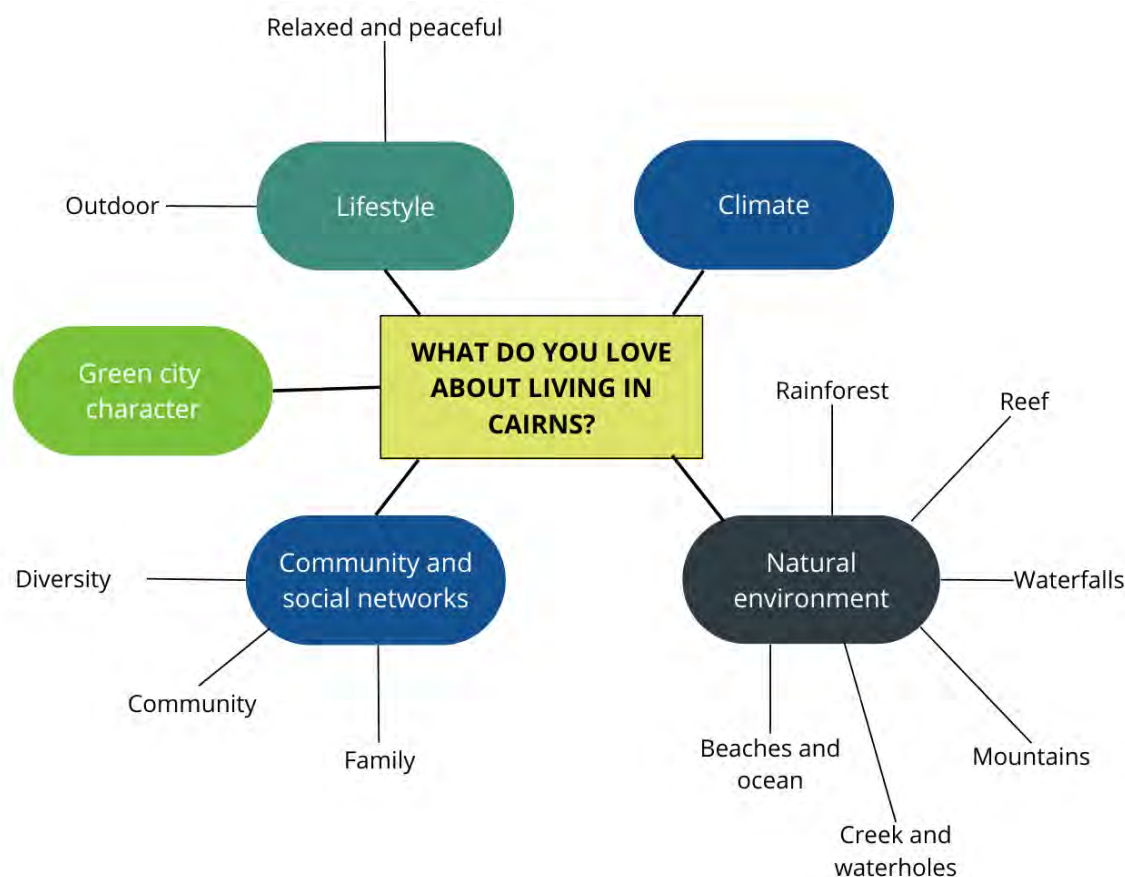 Relaxed and peaceful
Outdoor
Lifestyle
Climate
Green city
character
WHAT DO YOU LOVE
ABOUT LIVING IN
CAIRNS?
Rainforest
Reef
Diversity
Community and
social networks
Natural
environment
Waterfalls
Community
Family
Beaches and
ocean
Mountains
Creek and
waterholes